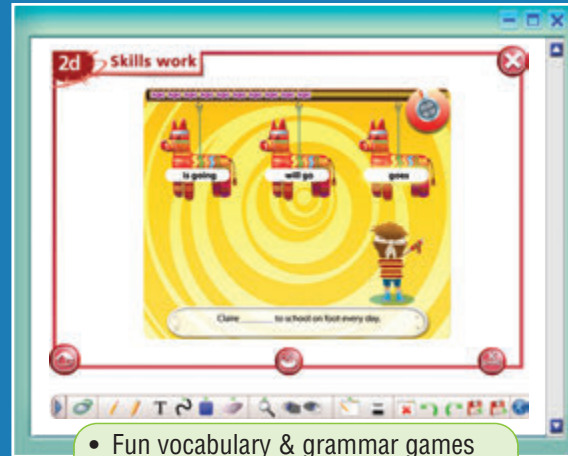 2d Skills work
is going will go goes
Claire ______ to school on foot every day.
T
• Fun vocabulary & grammar games